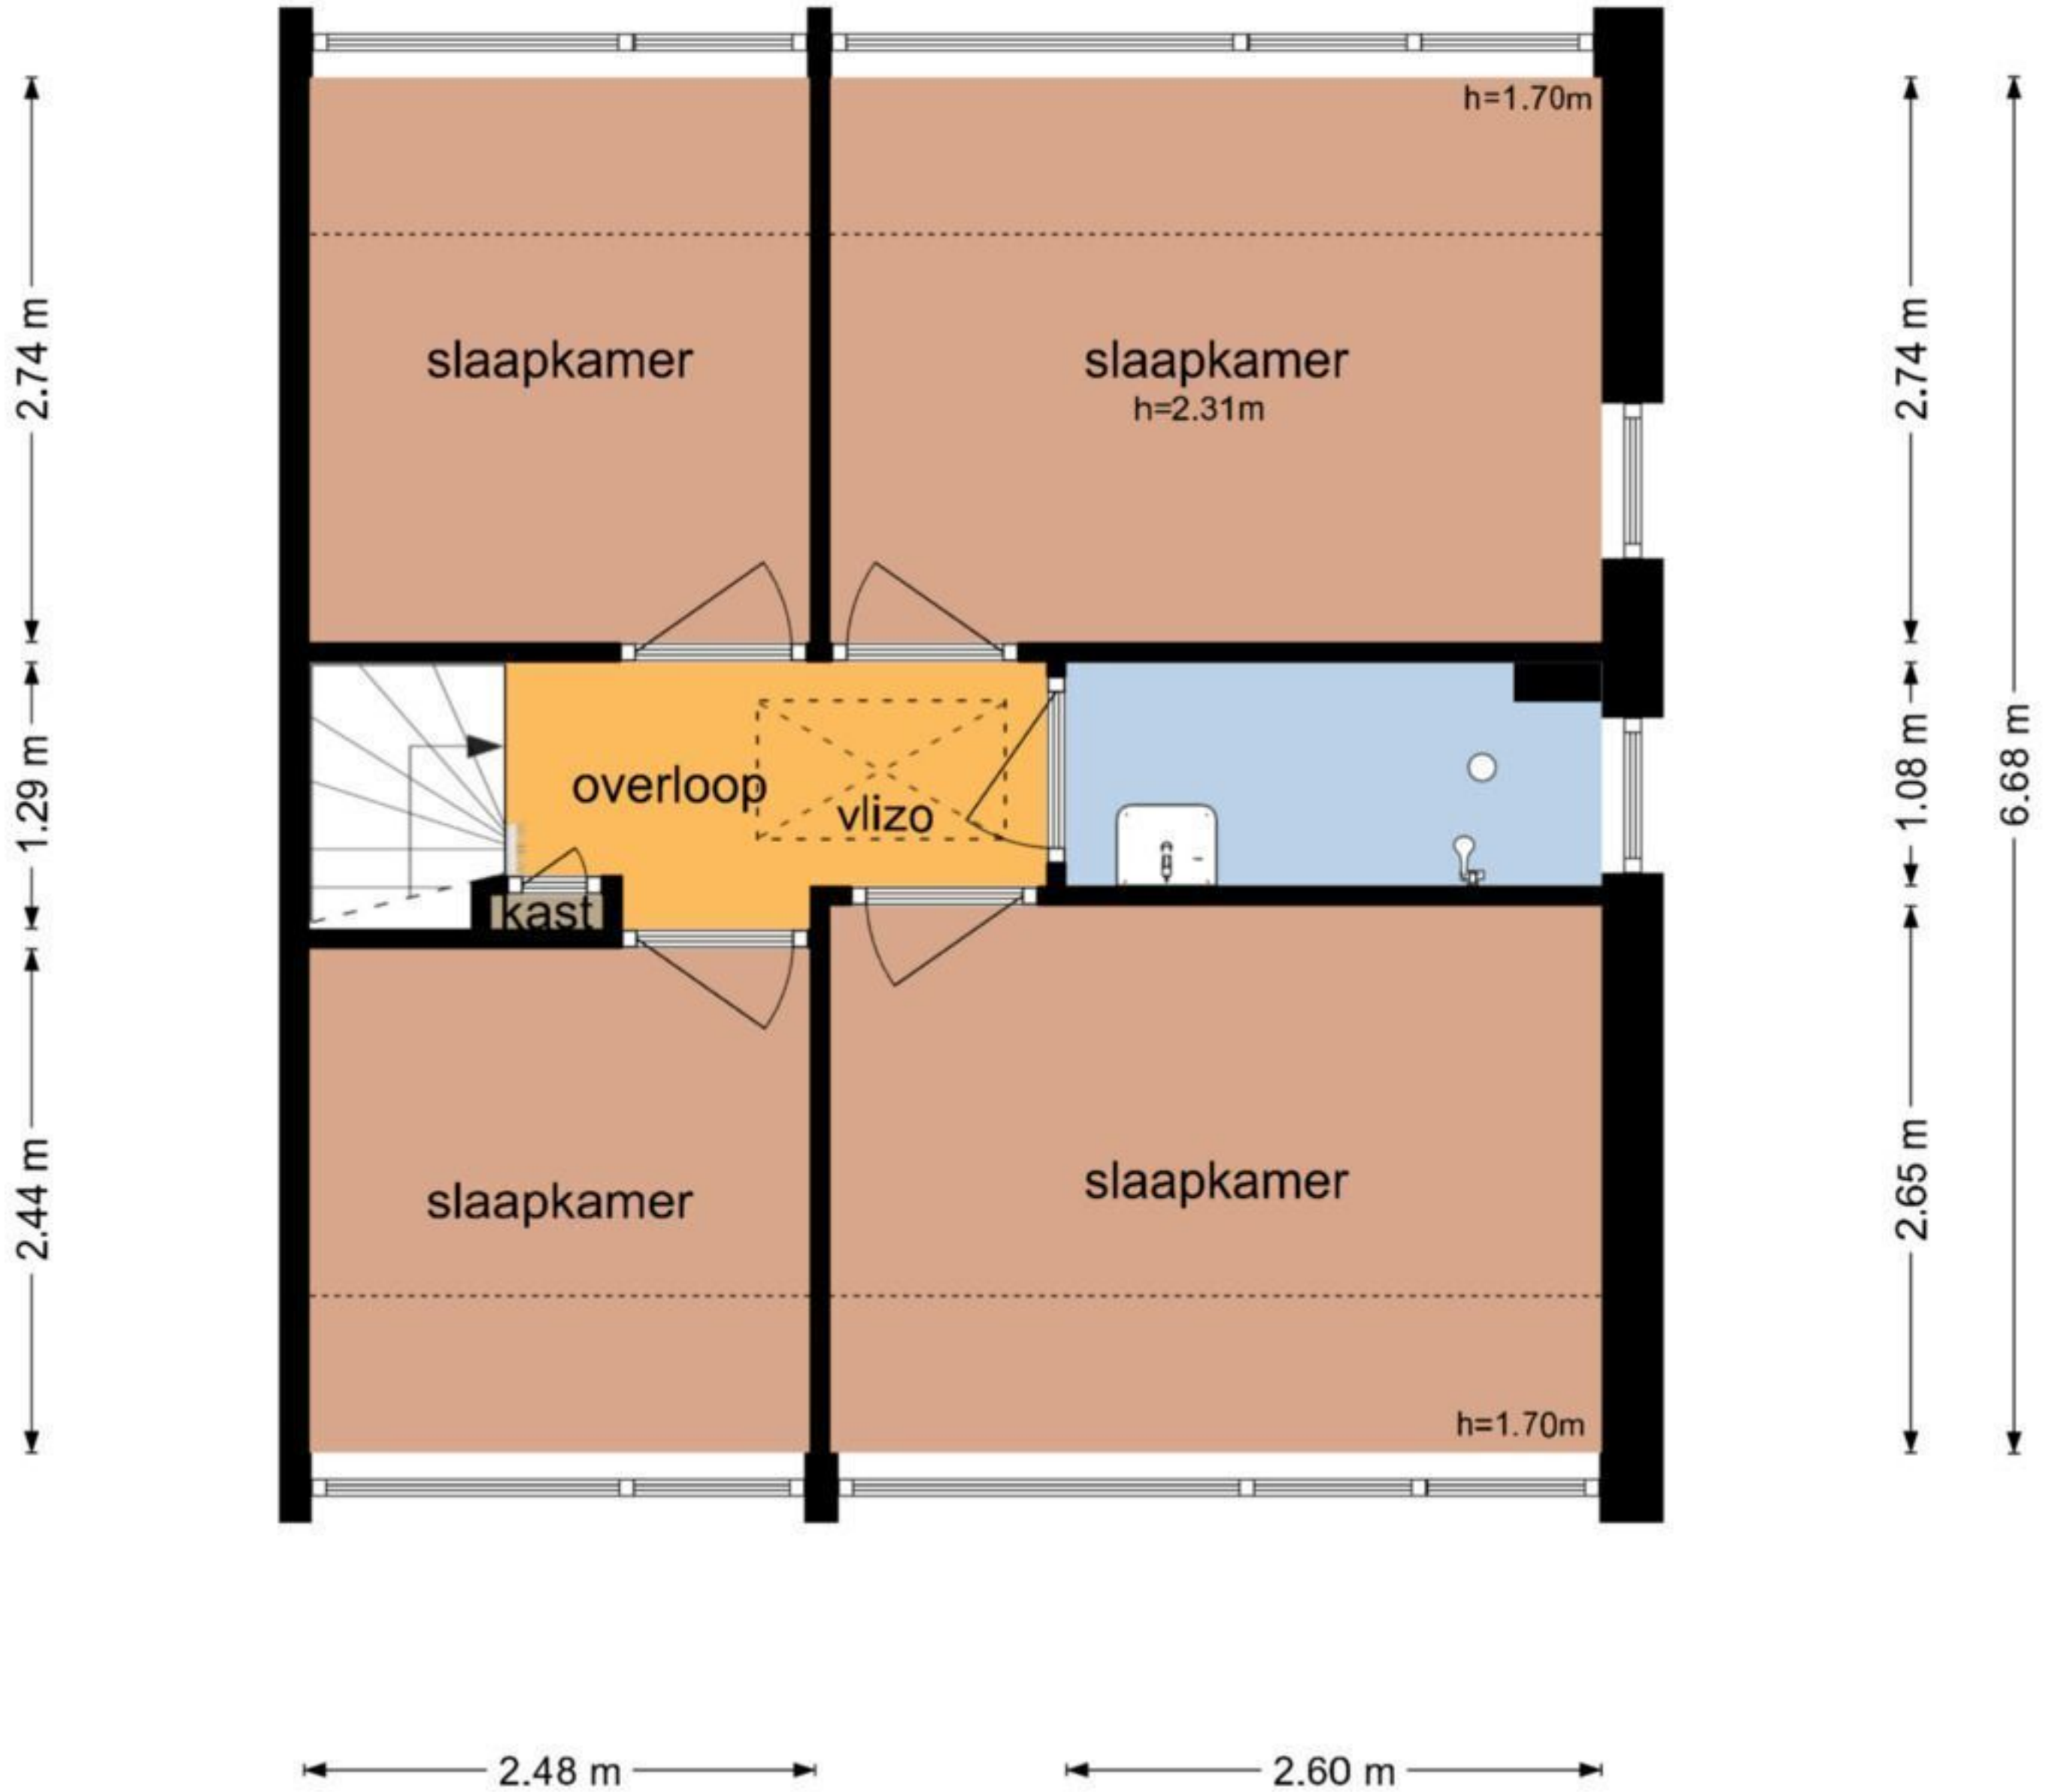 h=1.70m
2.74 m
slaapkamer
slaapkamer
h=2.31m
2.74 m
1.29 m
overloop
vlizo
kast
1.08 m
6.68 m
2.44 m
slaapkamer
slaapkamer
2.65 m
h=1.70m
2.48 m
2.60 m